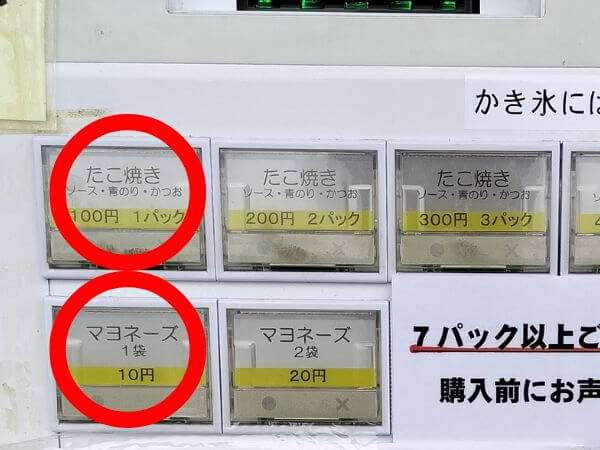 かき氷には
たこ焼き
ソース・青のり・かつお
100円 1パック
たこ焼き
ソース・青のり・かつお
200円 2パック
たこ焼き
ソース・青のり・かつお
300円 3パック
4
マヨネーズ
1袋
10円
マヨネーズ
2袋
20円
7パック以上ご
購入前にお声